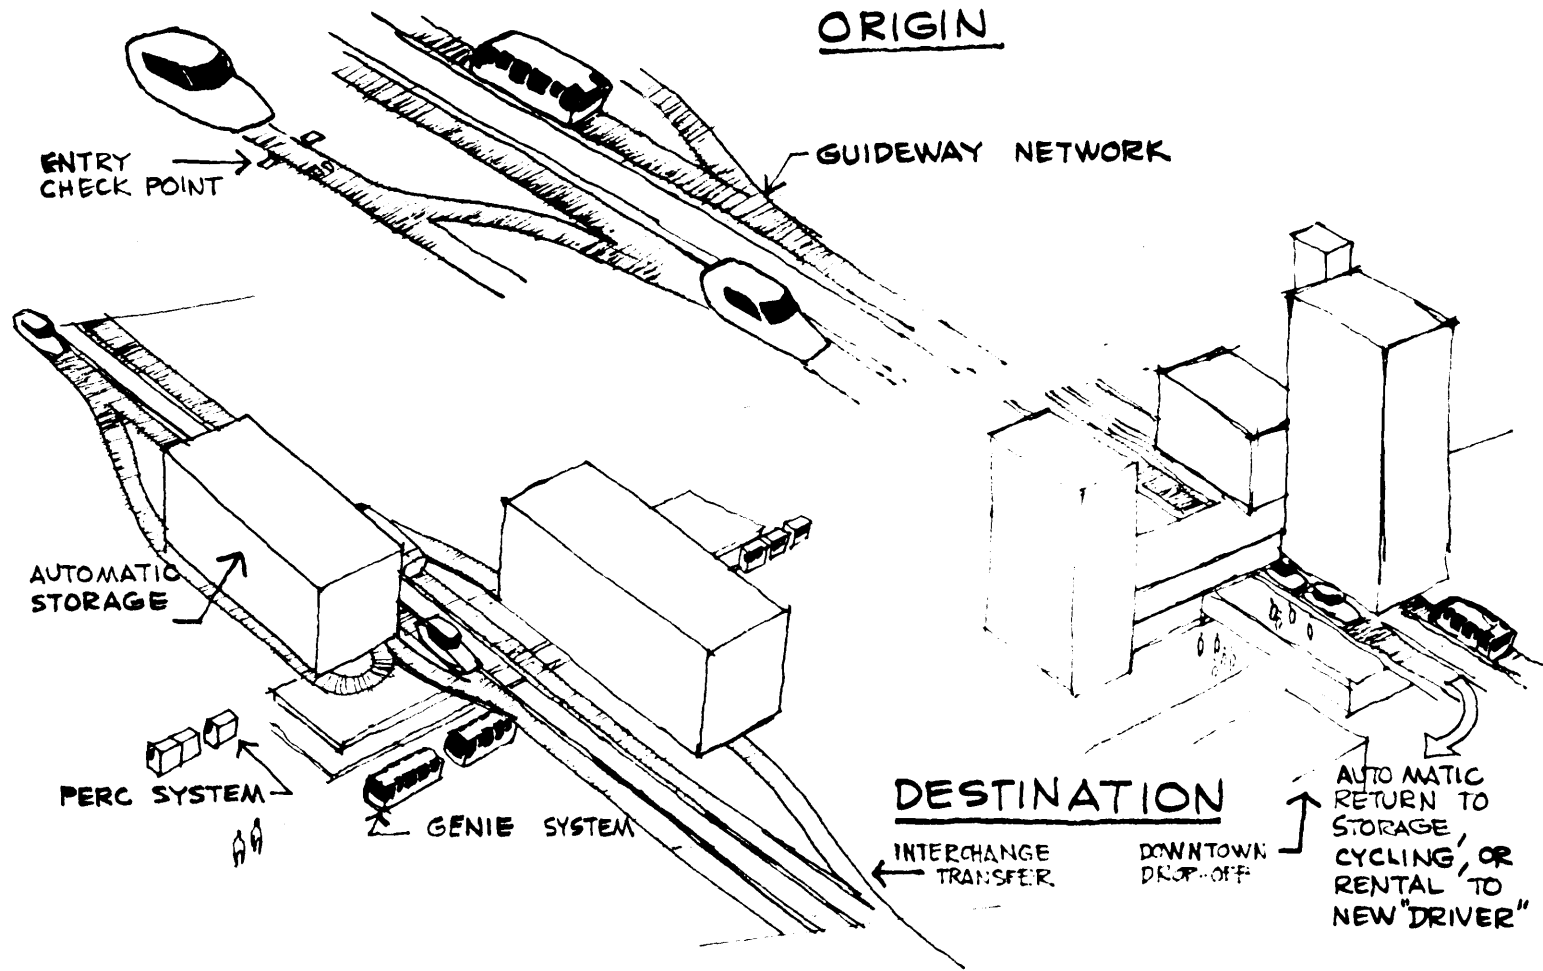 ORIGIN
ENTRY
CHECK POINT
GUIDEWAY NETWORK
AUTOMATIC
STORAGE
PERC SYSTEM
GENIE SYSTEM
DESTINATION
INTERCHANGE
TRANSFER
DOWNTOWN
DROP-OFF
AUTOMATIC
RETURN TO
STORAGE,
CYCLING, OR
RENTAL TO
NEW "DRIVER"